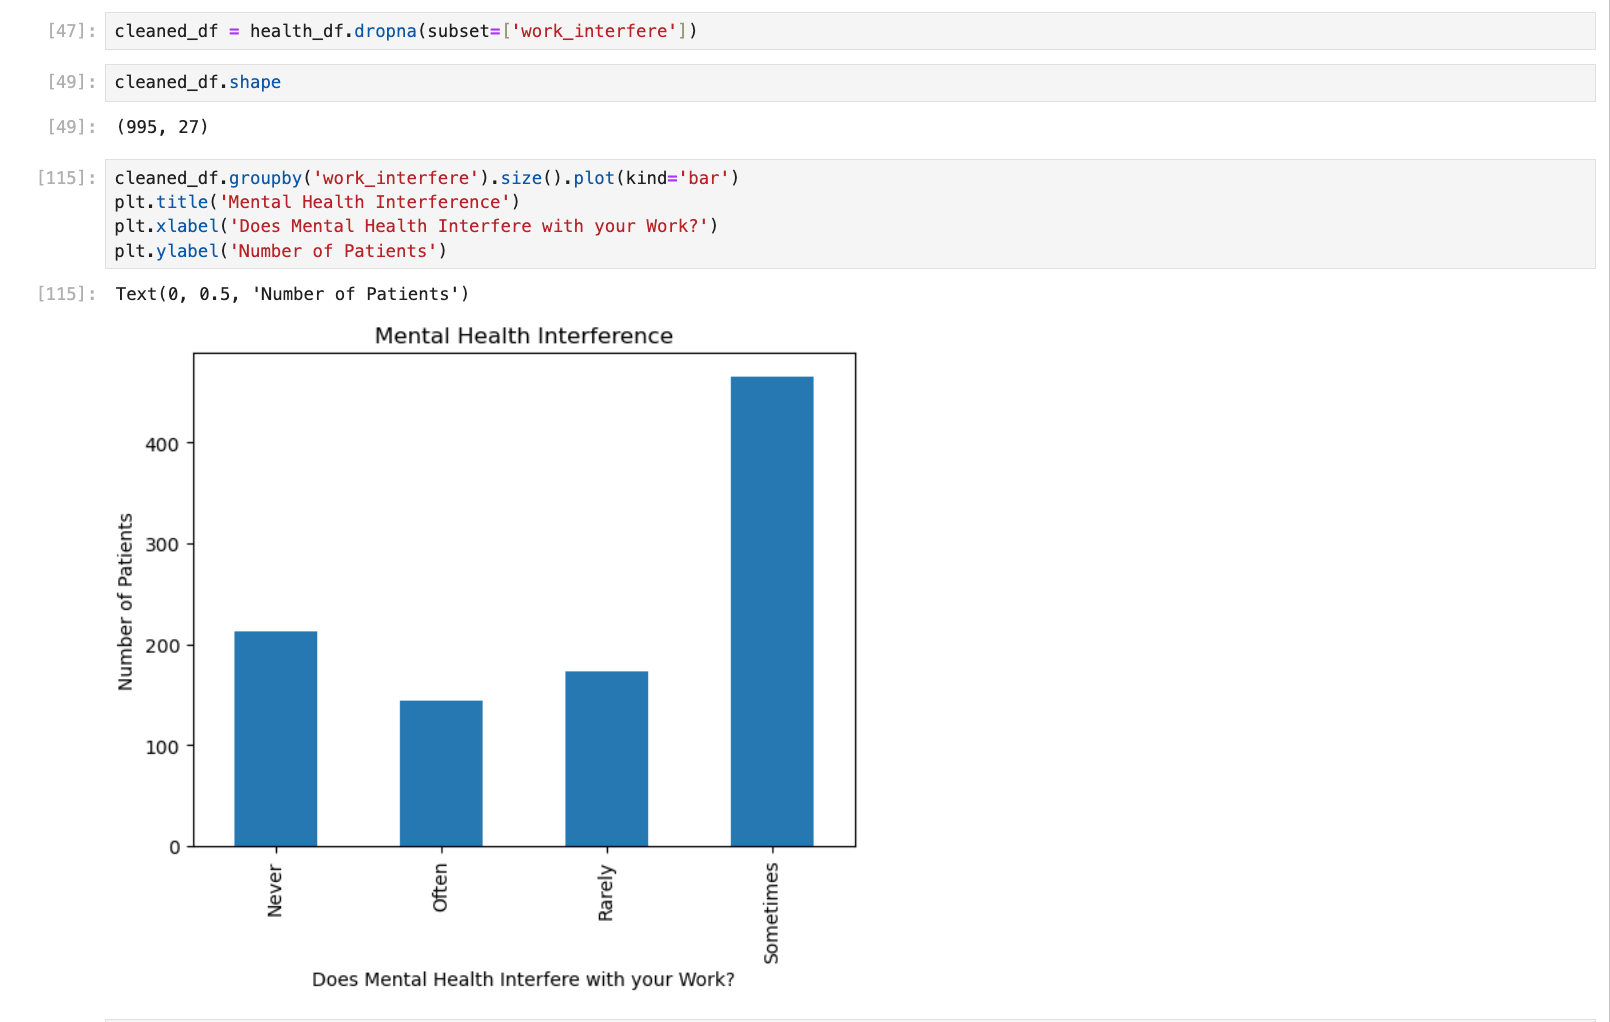 [47]: cleaned_df = health_df.dropna(subset=['work_interfere'])
[49]: cleaned_df.shape
[49]: (995, 27)
[115]: cleaned_df.groupby('work_interfere').size().plot(kind='bar')
plt.title('Mental Health Interference')
plt.xlabel('Does Mental Health Interfere with your Work?')
plt.ylabel('Number of Patients')
[115]: Text(0, 0.5, 'Number of Patients')
Mental Health Interference
Number of Patients
400
300
200
100
0
Never
Often
Rarely
Sometimes
Does Mental Health Interfere with your Work?